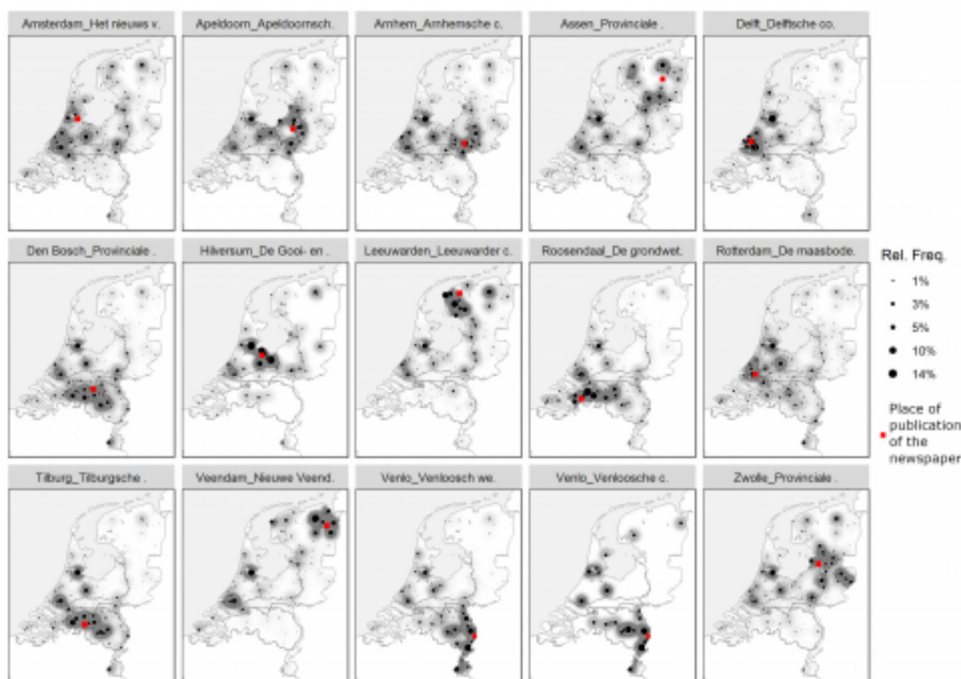 Amsterdam_Het nieuws v.
Apeldoorn_Apeldoornsch.
Arnhem_Arnhemsche c.
Assen_Provinciale .
Delft_Delftsche co.
Den Bosch_Provinciale .
Hilversum_De Gooi- en .
Leeuwarden_Leeuwarder c.
Roosendaal_De grondwet.
Rotterdam_De maasbode.
Rel. Freq.
1%
3%
5%
10%
14%
Place of
publication
of the
newspaper
Tilburg_Tilburgsche .
Veendam_Nieuwe Veend.
Venlo_Venloosch we.
Venlo_Venloosche c.
Zwolle_Provinciale .